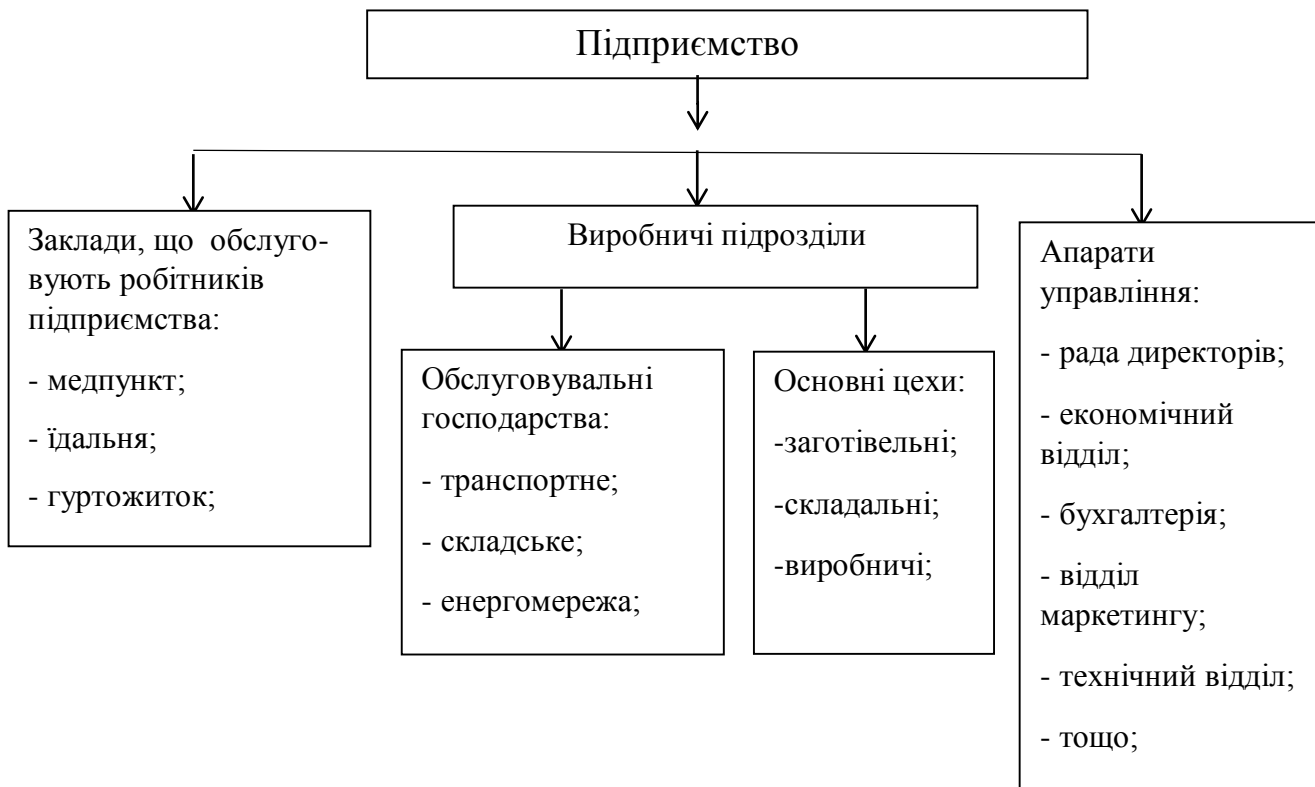 Підприємство
Заклади, що обслуго-
вують робітників
підприємства:
- медпункт;
- їдальня;
- гуртожиток;
Виробничі підрозділи
Обслуговувальні
господарства:
- транспортне;
- складське;
- енергомережа;
Основні цехи:
-заготівельні;
-складальні;
-виробничі;
Апарати
управління:
- рада директорів;
- економічний
відділ;
- бухгалтерія;
- відділ
маркетингу;
- технічний відділ;
- тощо;